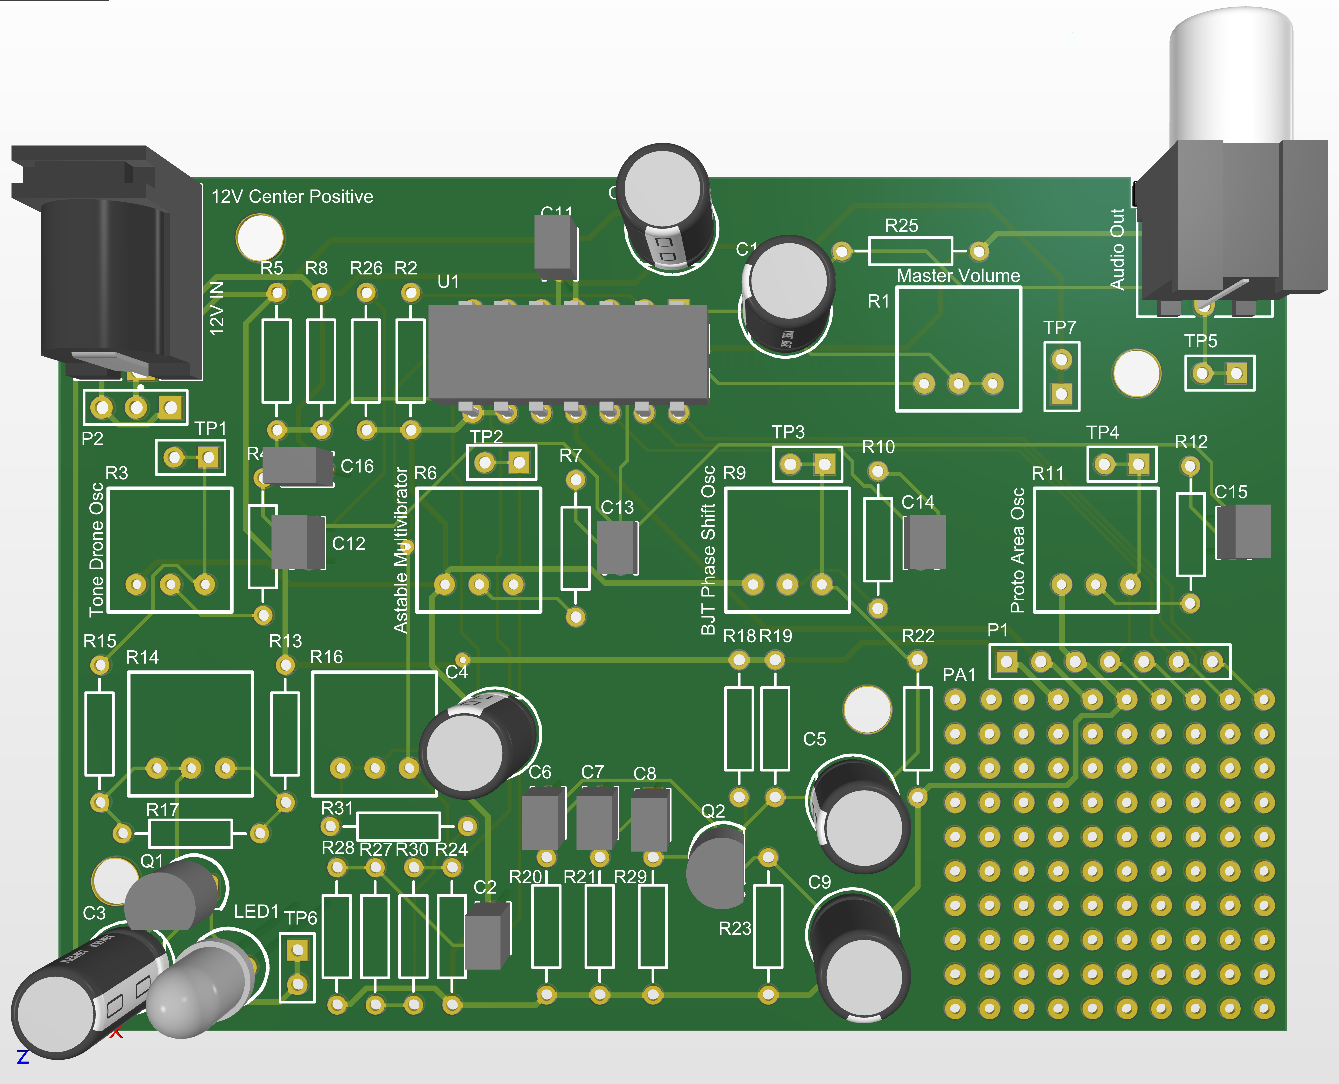 12V Center Positive
C
C11
C1
R25
Audio Out
Master Volume
R5
R8
R26
R2
U1
12V IN
R1
TP7
TP5
P2
TP1
TP2
TP3
TP4
R3
C16
R6
R7
R9
R10
R11
R12
Tone Drone Osc
C12
Astable Multivibrator
C13
BJT Phase Shift Osc
C14
Proto Area Osc
C15
R15
R14
R13
R16
C4
R18
R19
R22
P1
PA1
C5
C6
C7
C8
R17
R31
Q2
R28
R27
R30
R24
Q1
R20
R21
R29
C9
C2
C3
LED1
TP6
R23
X
Z